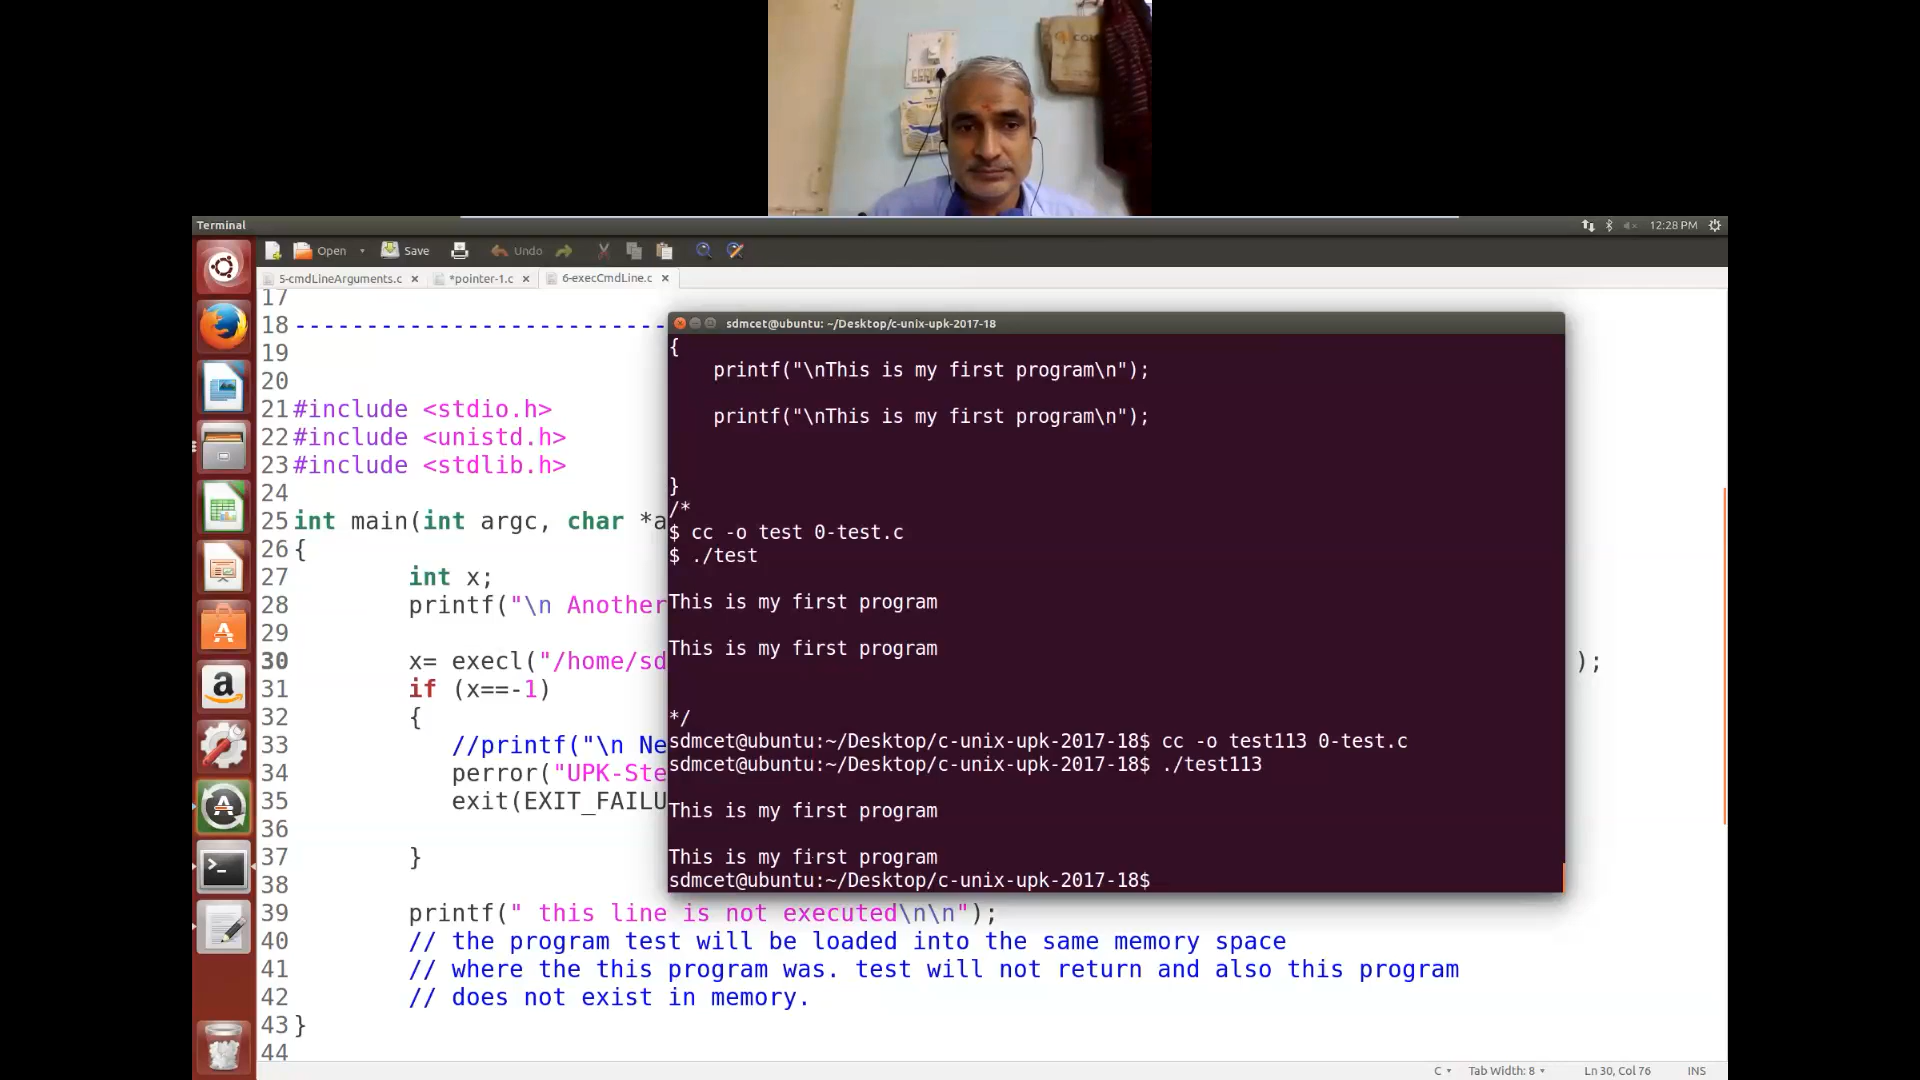 Terminal
12:28 PM
Open
Save
Undo
5-cmdLineArguments.c
*pointer-1.c
6-execCmdLine.c
17
18 ---------------------------
19
20
21 #include <stdio.h>
22 #include <unistd.h>
23 #include <stdlib.h>
24
25 int main(int argc, char *a
26 {
27 int x;
28 printf("\n Another
29
30 x= execl("/home/sd );
31 if (x==-1)
32 {
33 //printf("\n Ne
34 perror("UPK-Ste
35 exit(EXIT_FAILU
36
37 }
38
39 printf(" this line is not executed\n\n");
40 // the program test will be loaded into the same memory space
41 // where the this program was. test will not return and also this program
42 // does not exist in memory.
43 }
44
sdmcet@ubuntu: ~/Desktop/c-unix-upk-2017-18
{
printf("\nThis is my first program\n");
printf("\nThis is my first program\n");
}
/*
$ cc -o test 0-test.c
$ ./test
This is my first program
This is my first program
*/
sdmcet@ubuntu:~/Desktop/c-unix-upk-2017-18$ cc -o test113 0-test.c
sdmcet@ubuntu:~/Desktop/c-unix-upk-2017-18$ ./test113
This is my first program
This is my first program
sdmcet@ubuntu:~/Desktop/c-unix-upk-2017-18$
C
Tab Width: 8
Ln 30, Col 76
INS